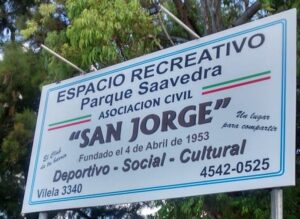 ESPACIO RECREATIVO
Parque Saavedra
ASOCIACION CIVIL
"SAN JORGE"
El Club
de tu barrio
Un lugar
para compartir
Fundado el 4 de Abril de 1953
Deportivo - Social - Cultural
Vilela 3340
4542-0525